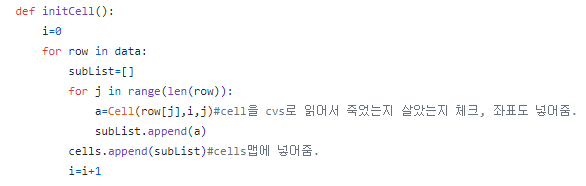 def initCell():
    i=0
    for row in data:
        subList=[]
        for j in range(len(row)):
            a=Cell(row[j],i,j)#cell을 cvs로 읽어서 죽었는지 살았는지 체크, 좌표도 넣어줌.
            subList.append(a)
        cells.append(subList)#cells맵에 넣어줌.
        i=i+1